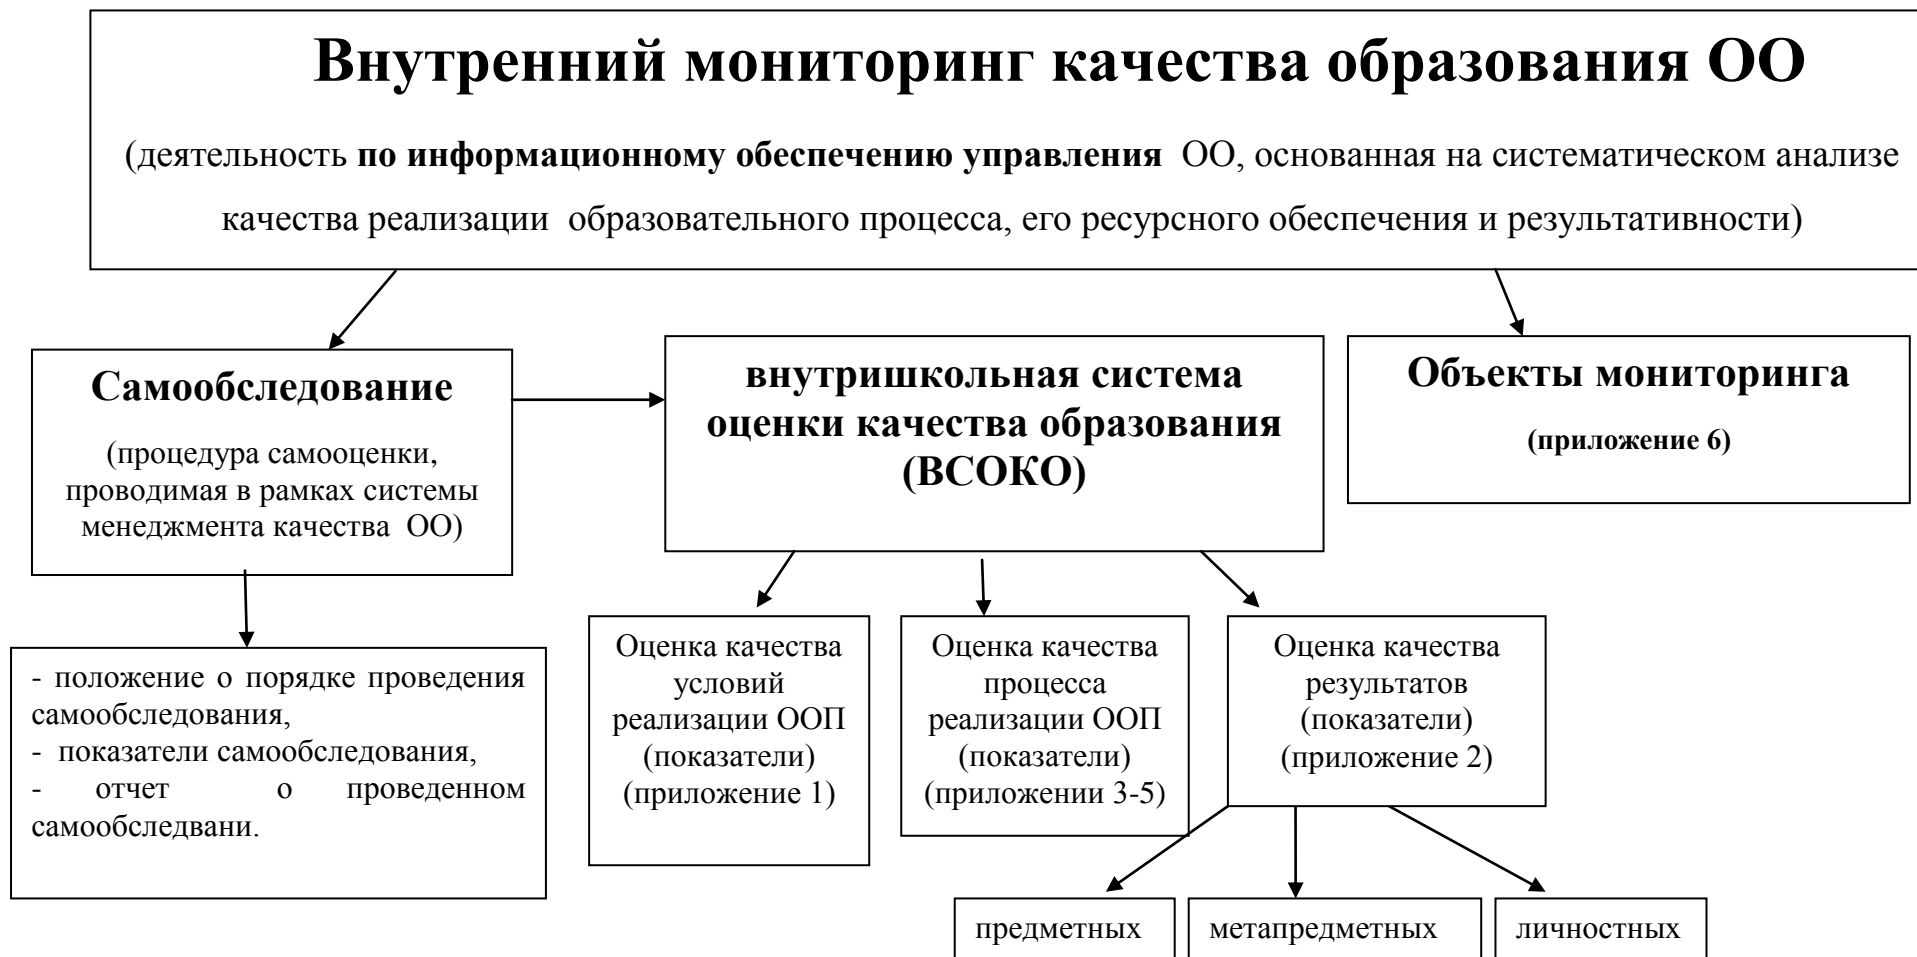 Внутренний мониторинг качества образования ОО
(деятельность по информационному обеспечению управления ОО, основанная на систематическом анализе
качества реализации образовательного процесса, его ресурсного обеспечения и результативности)
Самообследование
(процедура самооценки,
проводимая в рамках системы
менеджмента качества ОО)
внутришкольная система
оценки качества образования
(ВСОКО)
Объекты мониторинга
(приложение 6)
- положение о порядке проведения
самообследования,
- показатели самообследования,
- отчет о проведенном
самообследвани.
Оценка качества
условий
реализации ООП
(показатели)
(приложение 1)
Оценка качества
процесса
реализации ООП
(показатели)
(приложении 3-5)
Оценка качества
результатов
(показатели)
(приложение 2)
предметных
метапредметных
личностных